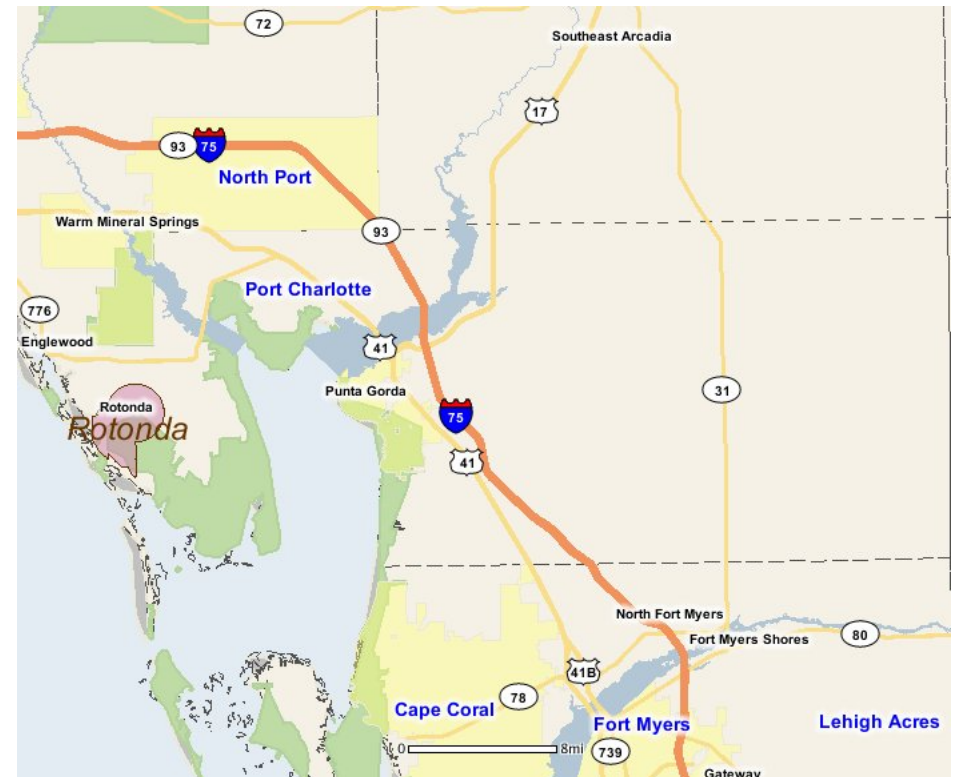 72
Southeast Arcadia
17
93
75
North Port
Warm Mineral Springs
93
Port Charlotte
776
Englewood
41
Punta Gorda
31
Rotonda
Rotonda
75
41
North Fort Myers
Fort Myers Shores
80
41B
78
Cape Coral
Fort Myers
Lehigh Acres
0
8mi
739
Gateway